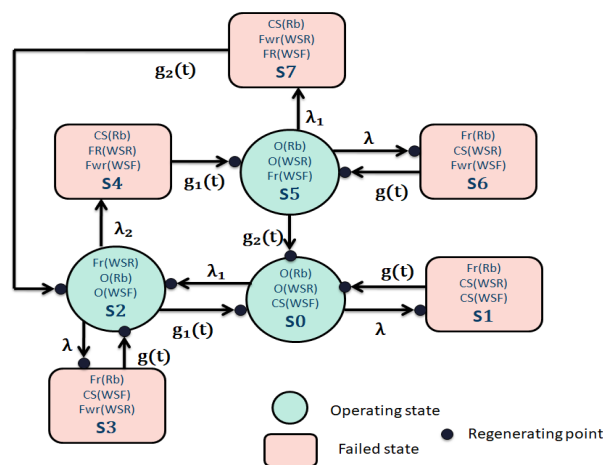 CS(Rb)
Fwr(WSR)
FR(WSF)
S7
g₂(t)
λ₁
CS(Rb)
FR(WSR)
Fwr(WSF)
S4
g₁(t)
O(Rb)
O(WSR)
Fr(WSF)
S5
λ
g(t)
Fr(Rb)
CS(WSR)
Fwr(WSF)
S6
λ₂
g₂(t)
Fr(WSR)
O(Rb)
O(WSF)
S2
λ₁
g₁(t)
O(Rb)
O(WSR)
CS(WSF)
S0
g(t)
λ
Fr(Rb)
CS(WSR)
CS(WSF)
S1
λ
g(t)
Fr(Rb)
CS(WSF)
Fwr(WSR)
S3
Operating state
Failed state
Regenerating point